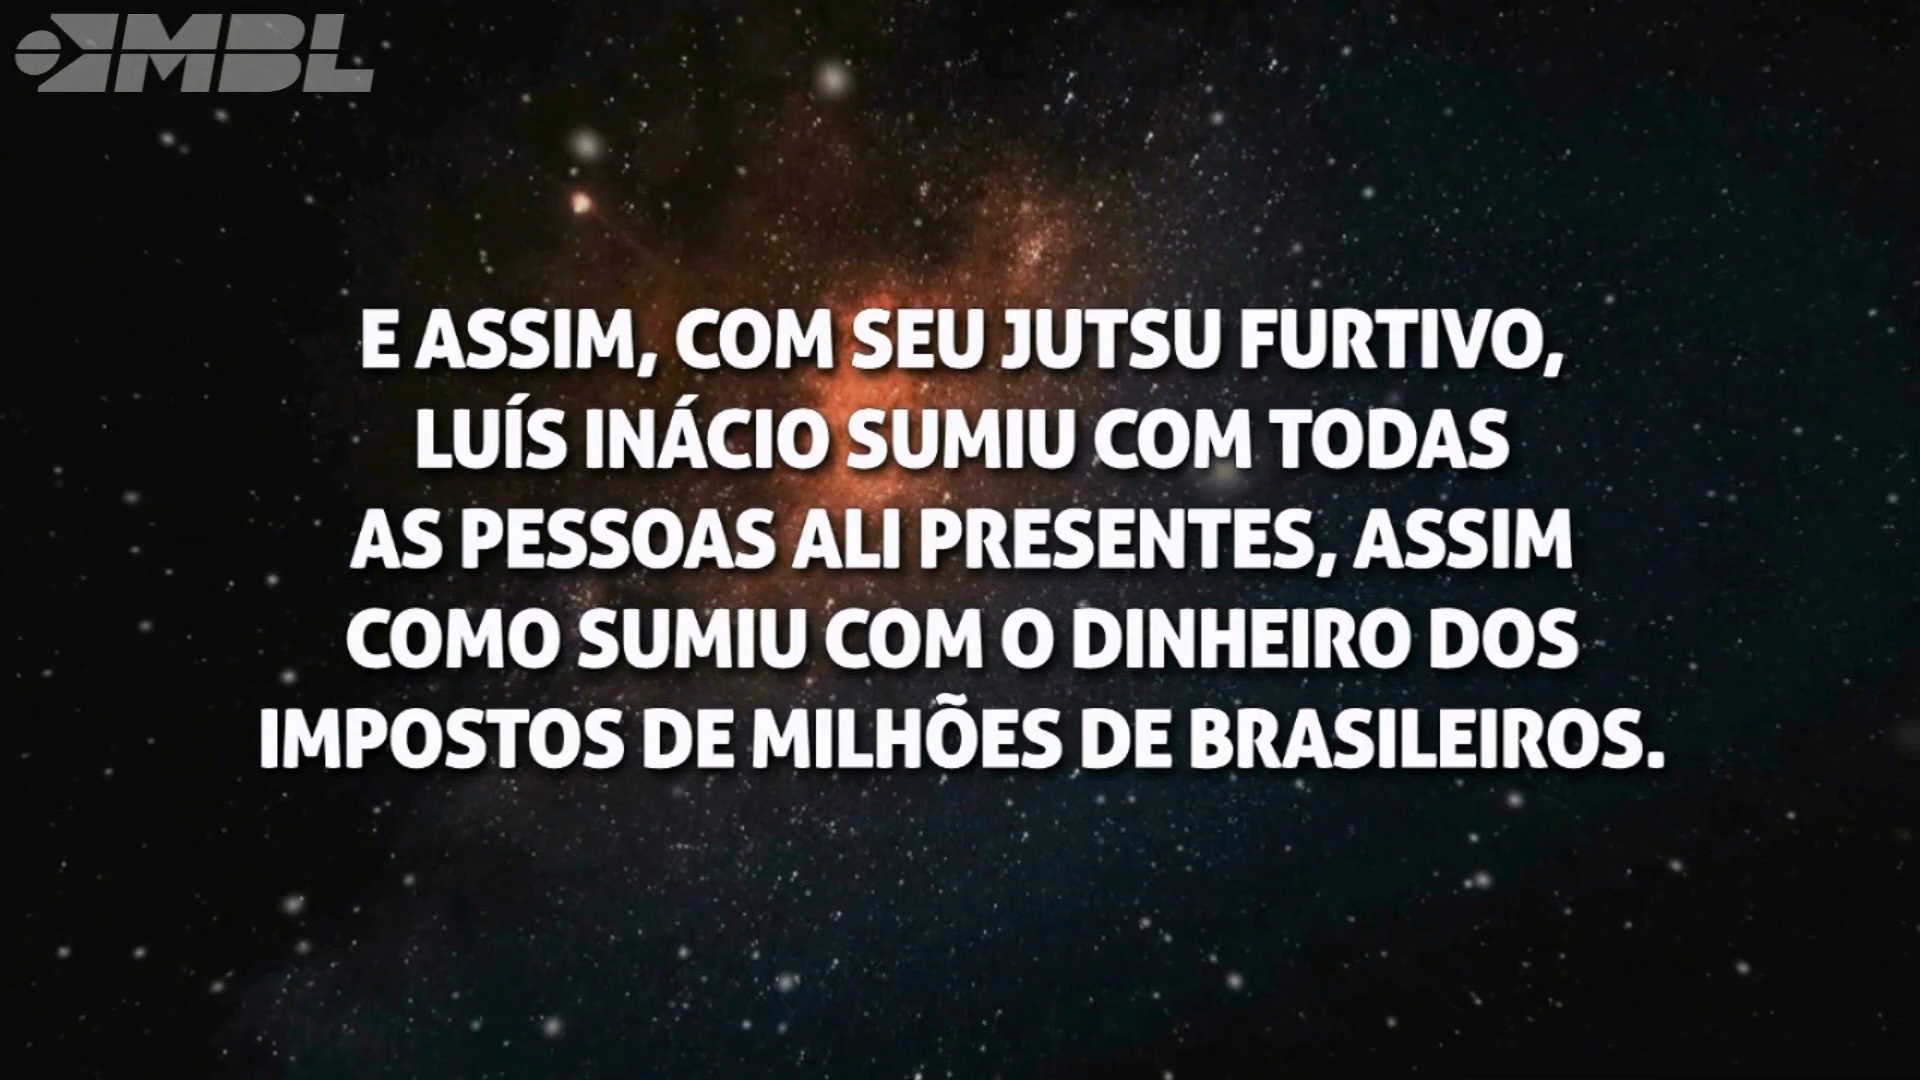 MBL
E ASSIM, COM SEU JUTSU FURTIVO,
LUÍS INÁCIO SUMIU COM TODAS
AS PESSOAS ALI PRESENTES, ASSIM
COMO SUMIU COM O DINHEIRO DOS
IMPOSTOS DE MILHÕES DE BRASILEIROS.